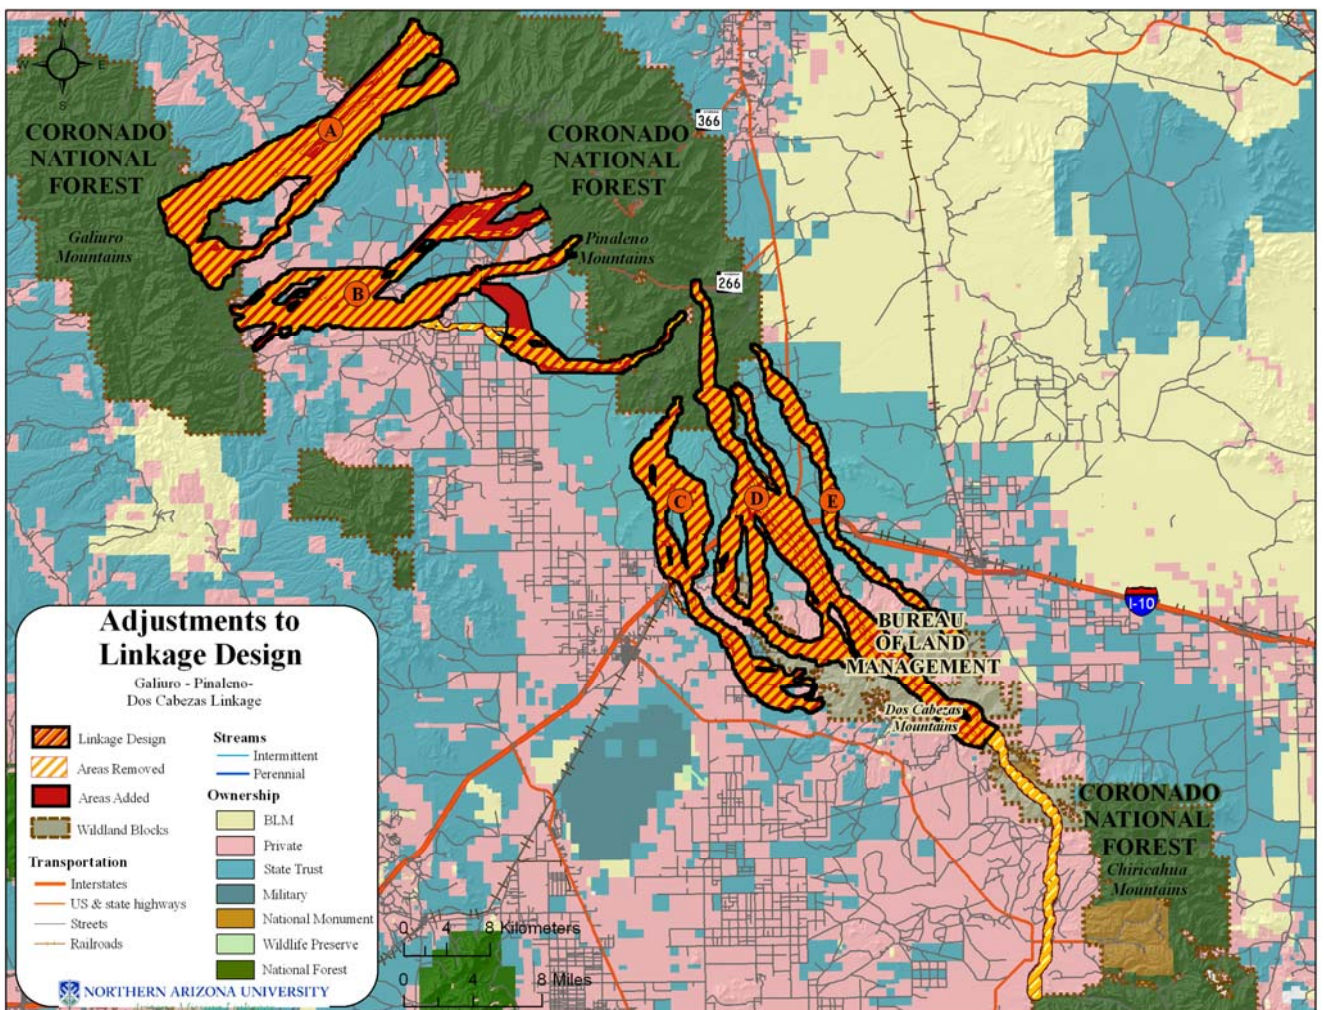 N
W E
S
CORONADO
NATIONAL
FOREST
Galiuro
Mountains
A
B
CORONADO
NATIONAL
FOREST
Pinaleno
Mountains
366
266
C
D
E
I-10
BUREAU
OF LAND
MANAGEMENT
Dos Cabezas
Mountains
CORONADO
NATIONAL
FOREST
Chiricahua
Mountains
Adjustments to
Linkage Design
Galiuro - Pinaleno-
Dos Cabezas Linkage
Linkage Design
Areas Removed
Areas Added
Wildland Blocks
Transportation
Interstates
US & state highways
Streets
Railroads
Streams
Intermittent
Perennial
Ownership
BLM
Private
State Trust
Military
National Monument
Wildlife Preserve
National Forest
NORTHERN ARIZONA UNIVERSITY
0 4 8 Kilometers
0 4 8 Miles